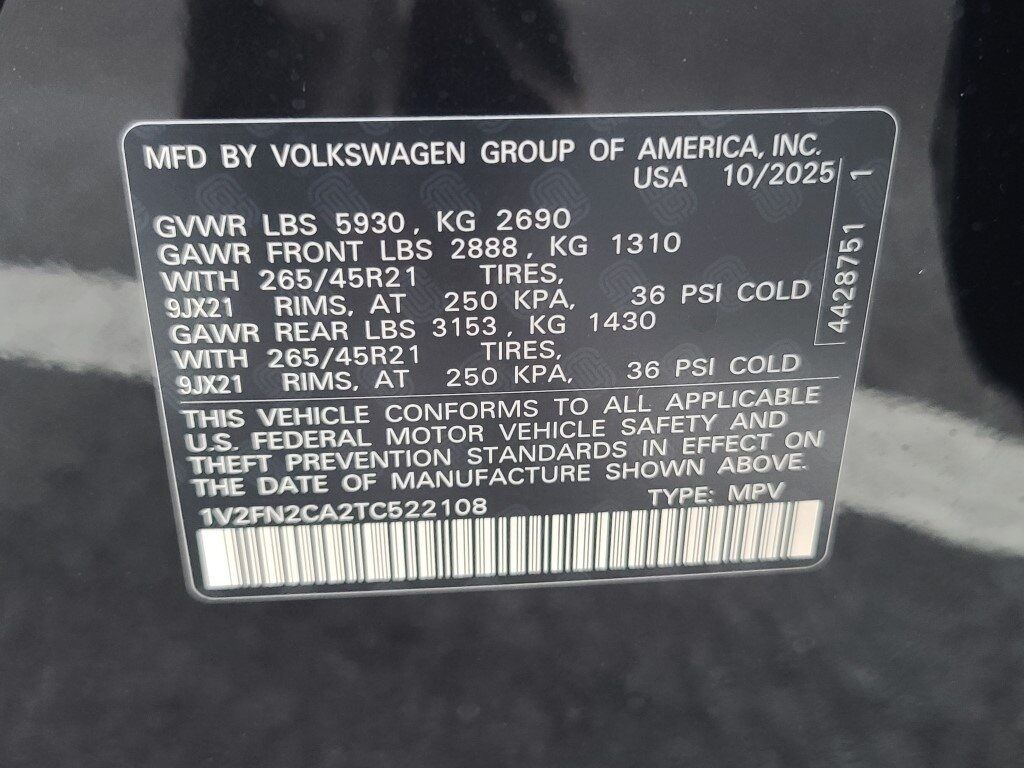 MFD BY VOLKSWAGEN GROUP OF AMERICA, INC.
USA 10/2025
GVWR LBS 5930, KG 2690
GAWR FRONT LBS 2888, KG 1310
WITH 265/45R21 TIRES,
9JX21 RIMS, AT 250 KPA, 36 PSI COLD
GAWR REAR LBS 3153, KG 1430
WITH 265/45R21 TIRES,
9JX21 RIMS, AT 250 KPA, 36 PSI COLD
THIS VEHICLE CONFORMS TO ALL APPLICABLE
U.S. FEDERAL MOTOR VEHICLE SAFETY AND
THEFT PREVENTION STANDARDS IN EFFECT ON
THE DATE OF MANUFACTURE SHOWN ABOVE.
1V2FN2CA2TC522108 TYPE: MPV
4428751 1